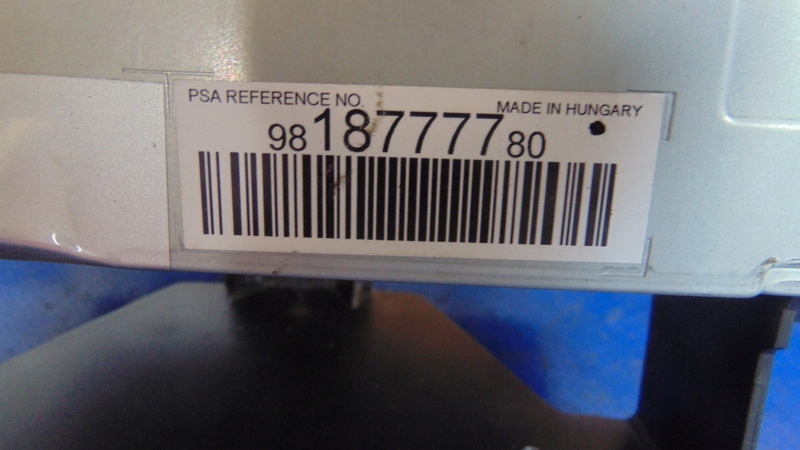 PSA REFERENCE NO. MADE IN HUNGARY
9818777780